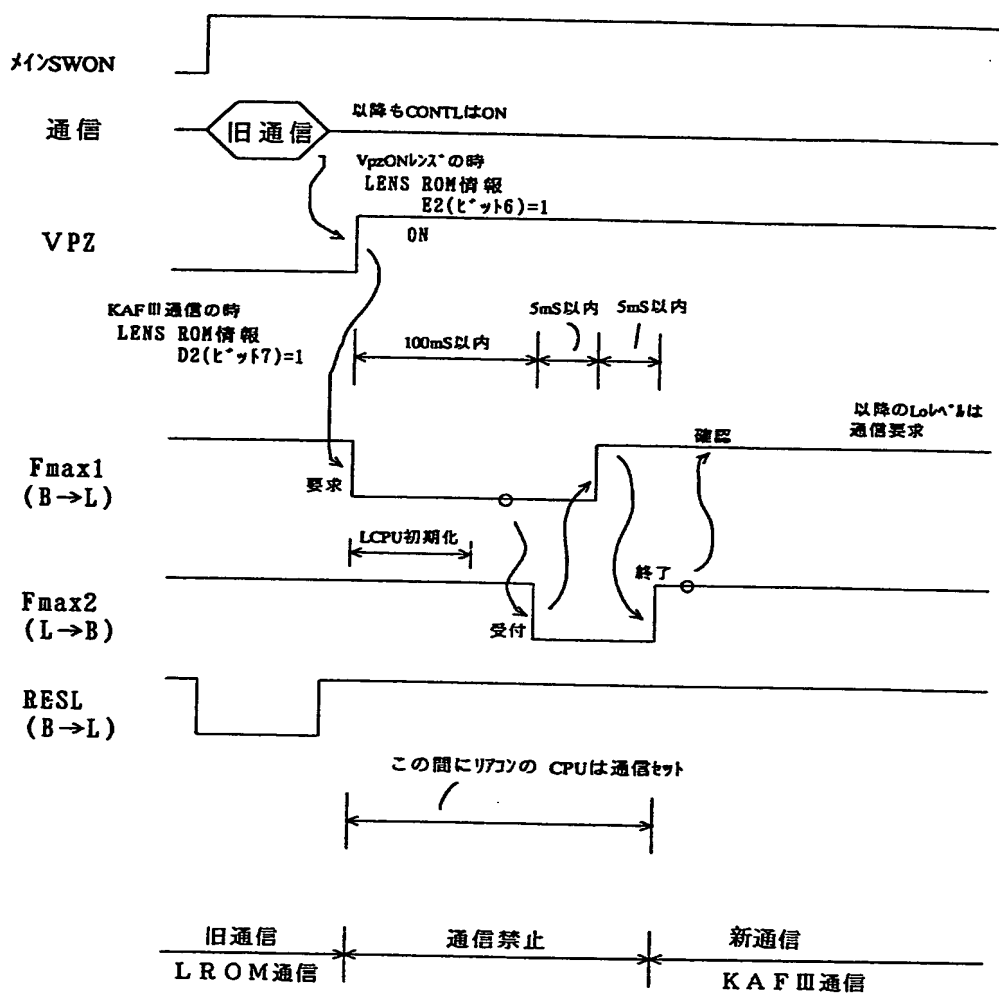 メインSWON
通信
旧通信
以降もCONTLはON
VpzONレンズの時
LENS ROM情報
E2(ビット6)=1
VPZ
ON
KAFⅢ通信の時
LENS ROM情報
D2(ビット7)=1
100mS以内
5mS以内
5mS以内
以降のLoレベルは
通信要求
確認
Fmax1
(B→L)
要求
LCPU初期化
終了
Fmax2
(L→B)
受付
RESL
(B→L)
この間にリアコンの CPUは通信セット
旧通信
通信禁止
新通信
LROM通信
KAFⅢ通信